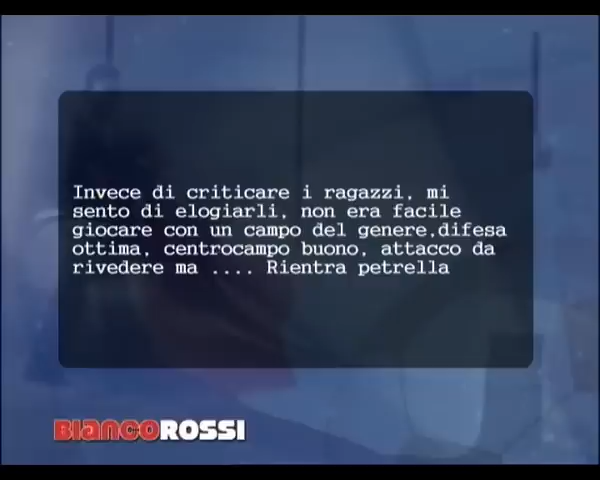 Invece di criticare i ragazzi, mi
sento di elogiarli, non era facile
giocare con un campo del genere,difesa
ottima, centrocampo buono, attacco da
rivedere ma .... Rientra petrella
BIANCOROSSI